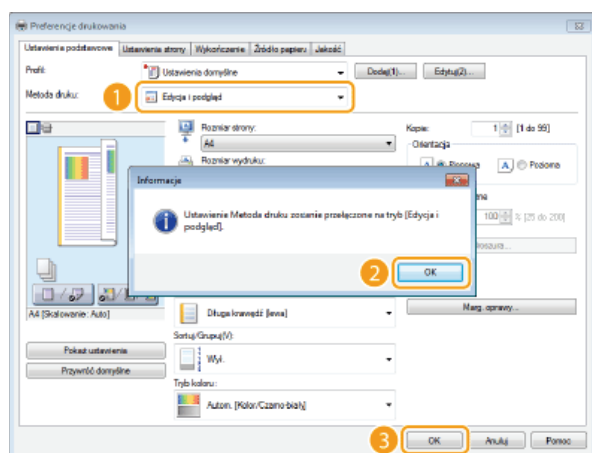 Preferencje drukowania
Ustawienia podstawowe Ustawienia strony Wykończenie Źródło papieru Jakość
Profil: Ustawienia domyślne Dodaj(1)... Edytuj(2)...
Metoda druku: 1 Edycja i podgląd
Rozmiar strony: Kopie: 1 [1 do 99]
A4 Orientacja
Rozmiar wydruku: A Pionowa A Pozioma
Informacje
Ustawienie Metoda druku zostanie przełączone na tryb [Edycja i
podgląd].
100 % [25 do 200]
2 OK
A4 [Skalowanie: Auto] Długa krawędź [lewa] Marg. oprawy...
Sortuj/Grupuj(V):
Pokaż ustawienia Wył.
Przywróć domyślne
Tryb koloru:
Autom. [Kolor/Czarno-biały]
3 OK Anuluj Pomoc